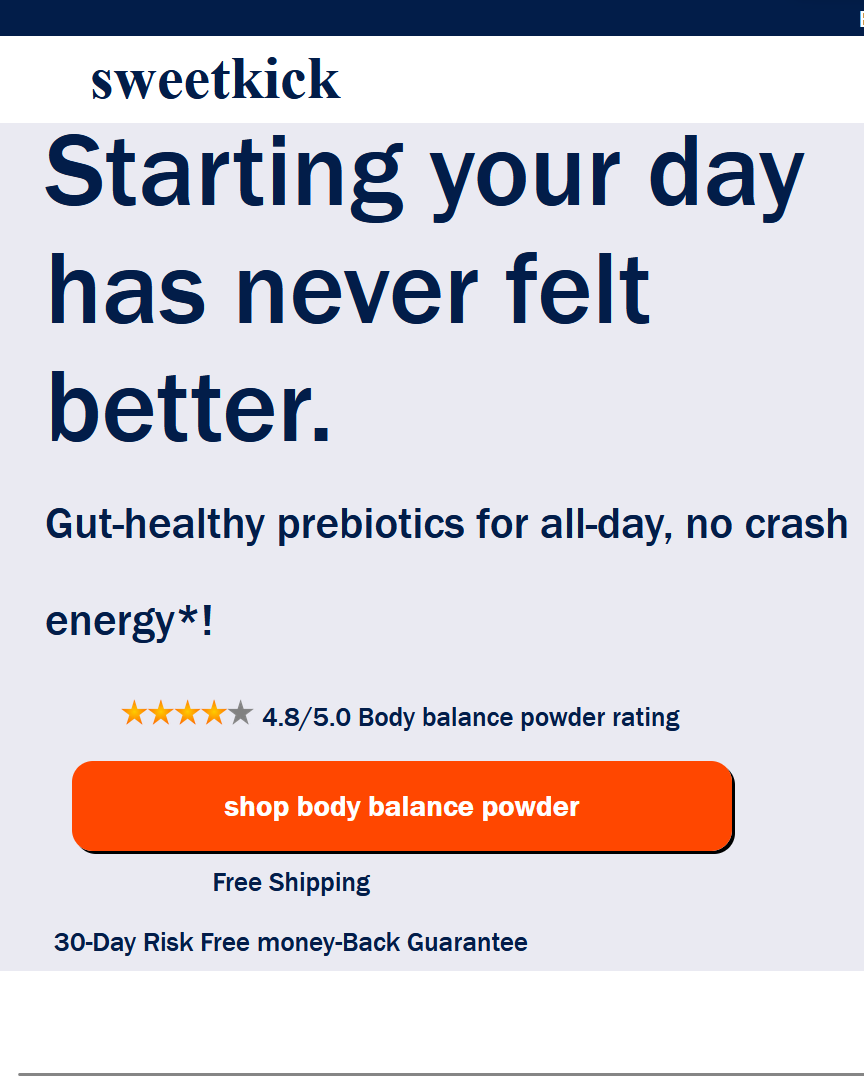 sweetkick
Starting your day
has never felt
better.
Gut-healthy prebiotics for all-day, no crash
energy*!
4.8/5.0 Body balance powder rating
shop body balance powder
Free Shipping
30-Day Risk Free money-Back Guarantee